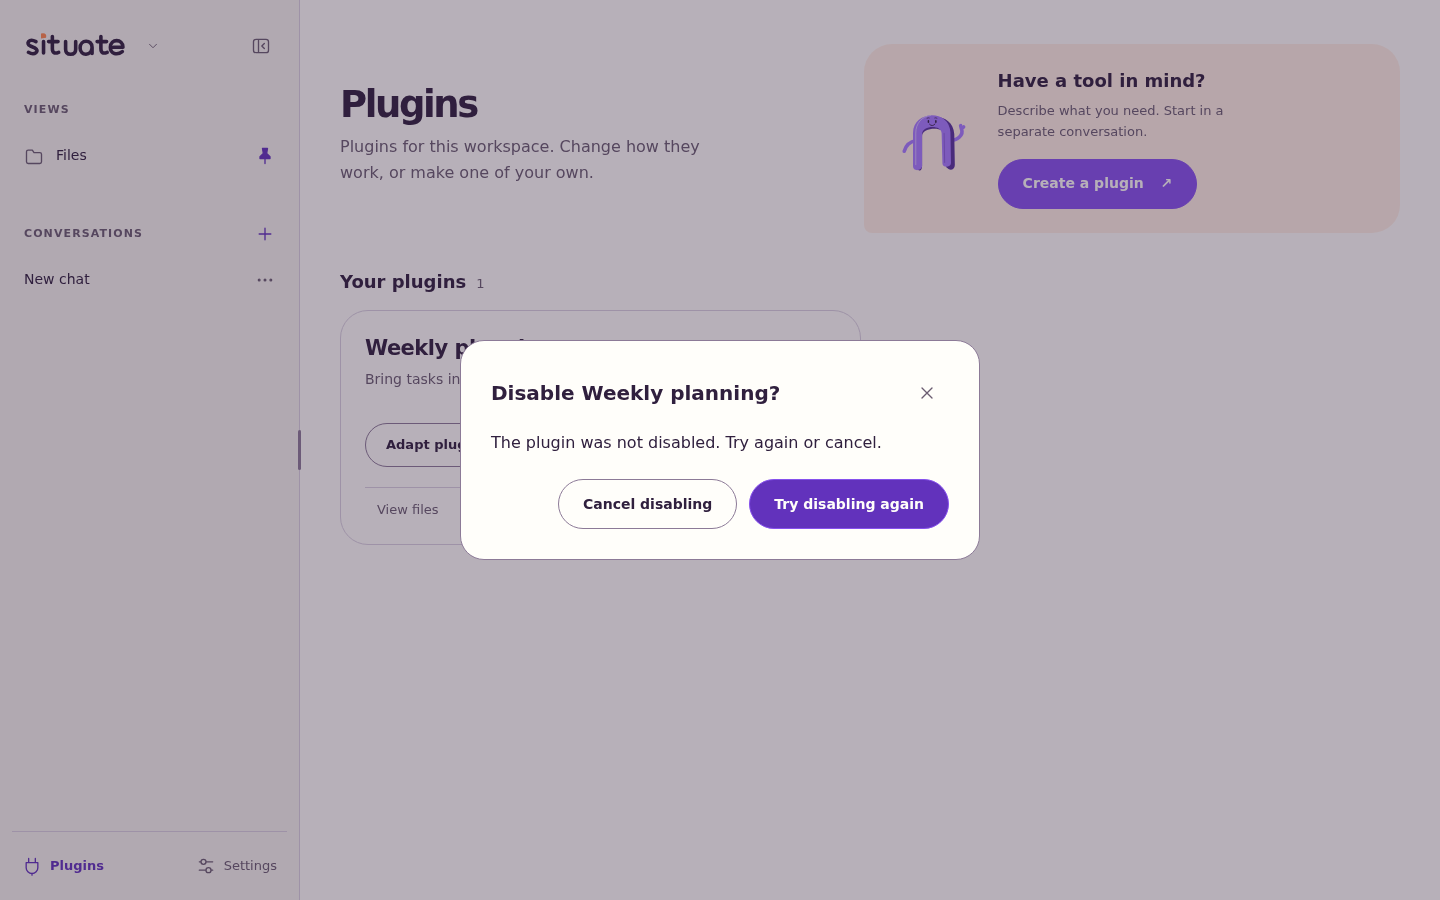 situate
VIEWS
Files
CONVERSATIONS
New chat
Plugins
Settings
Plugins
Plugins for this workspace. Change how they
work, or make one of your own.
Have a tool in mind?
Describe what you need. Start in a
separate conversation.
Create a plugin ↗
Your plugins 1
Weekly
Bring tasks in
Adapt
View files
Disable Weekly planning?
The plugin was not disabled. Try again or cancel.
Cancel disabling
Try disabling again